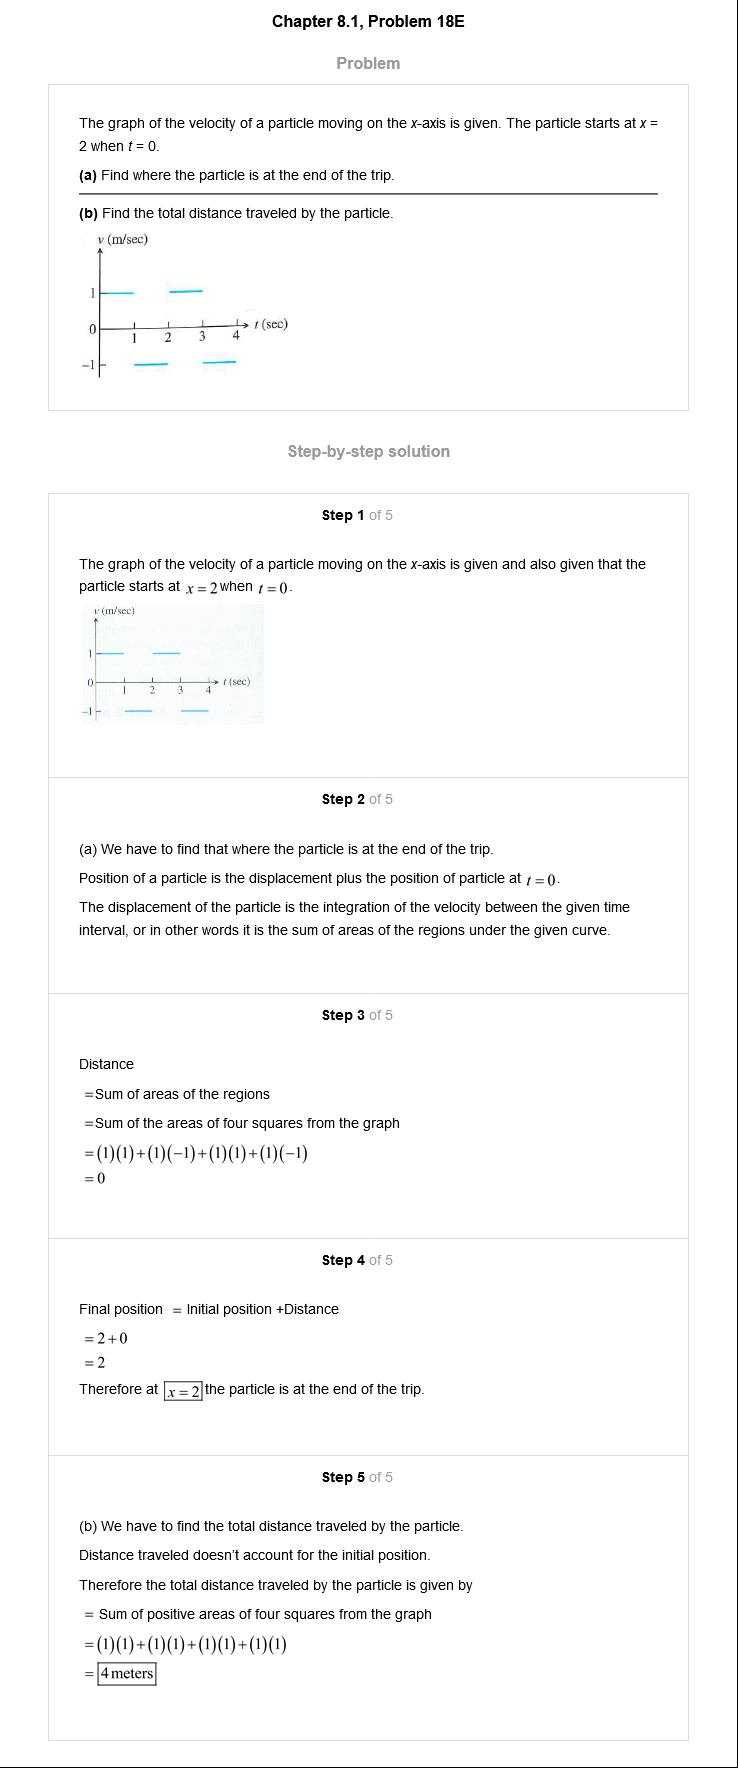 Chapter 8.1, Problem 18E
Problem
The graph of the velocity of a particle moving on the x-axis is given. The particle starts at x =
2 when t = 0.
(a) Find where the particle is at the end of the trip.
(b) Find the total distance traveled by the particle.
v (m/sec)
1
0
1 2 3 4
t (sec)
−1
Step-by-step solution
Step 1 of 5
The graph of the velocity of a particle moving on the x-axis is given and also given that the
particle starts at x = 2 when t = 0.
v (m/sec)
1
0
1 2 3 4
t (sec)
−1
Step 2 of 5
(a) We have to find that where the particle is at the end of the trip.
Position of a particle is the displacement plus the position of particle at t = 0.
The displacement of the particle is the integration of the velocity between the given time
interval, or in other words it is the sum of areas of the regions under the given curve.
Step 3 of 5
Distance
=Sum of areas of the regions
=Sum of the areas of four squares from the graph
=(1)(1)+(1)(−1)+(1)(1)+(1)(−1)
=0
Step 4 of 5
Final position = Initial position +Distance
=2+0
=2
Therefore at x = 2 the particle is at the end of the trip.
Step 5 of 5
(b) We have to find the total distance traveled by the particle.
Distance traveled doesn't account for the initial position.
Therefore the total distance traveled by the particle is given by
= Sum of positive areas of four squares from the graph
=(1)(1)+(1)(1)+(1)(1)+(1)(1)
= 4 meters